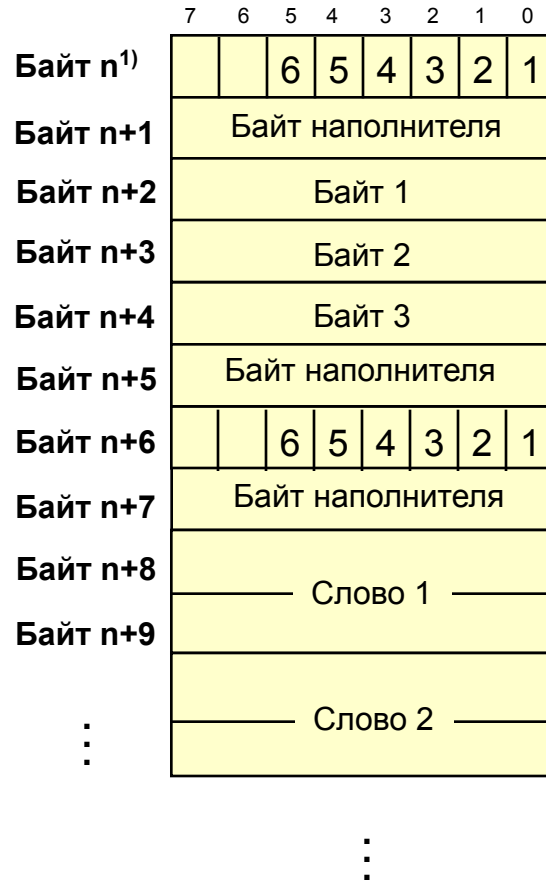 7 6 5 4 3 2 1 0
Байт n1) 6 5 4 3 2 1
Байт n+1 Байт наполнителя
Байт n+2 Байт 1
Байт n+3 Байт 2
Байт n+4 Байт 3
Байт n+5 Байт наполнителя
Байт n+6 6 5 4 3 2 1
Байт n+7 Байт наполнителя
Байт n+8
Слово 1
Байт n+9
Слово 2